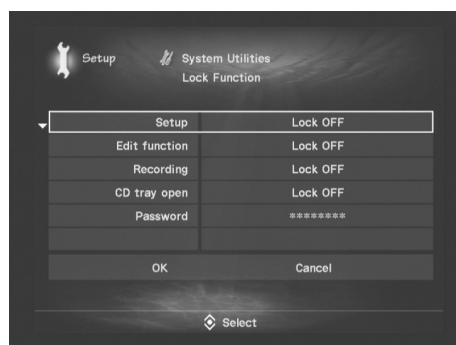 Setup System Utilities
Lock Function
Setup Lock OFF
Edit function Lock OFF
Recording Lock OFF
CD tray open Lock OFF
Password ********
OK Cancel
Select